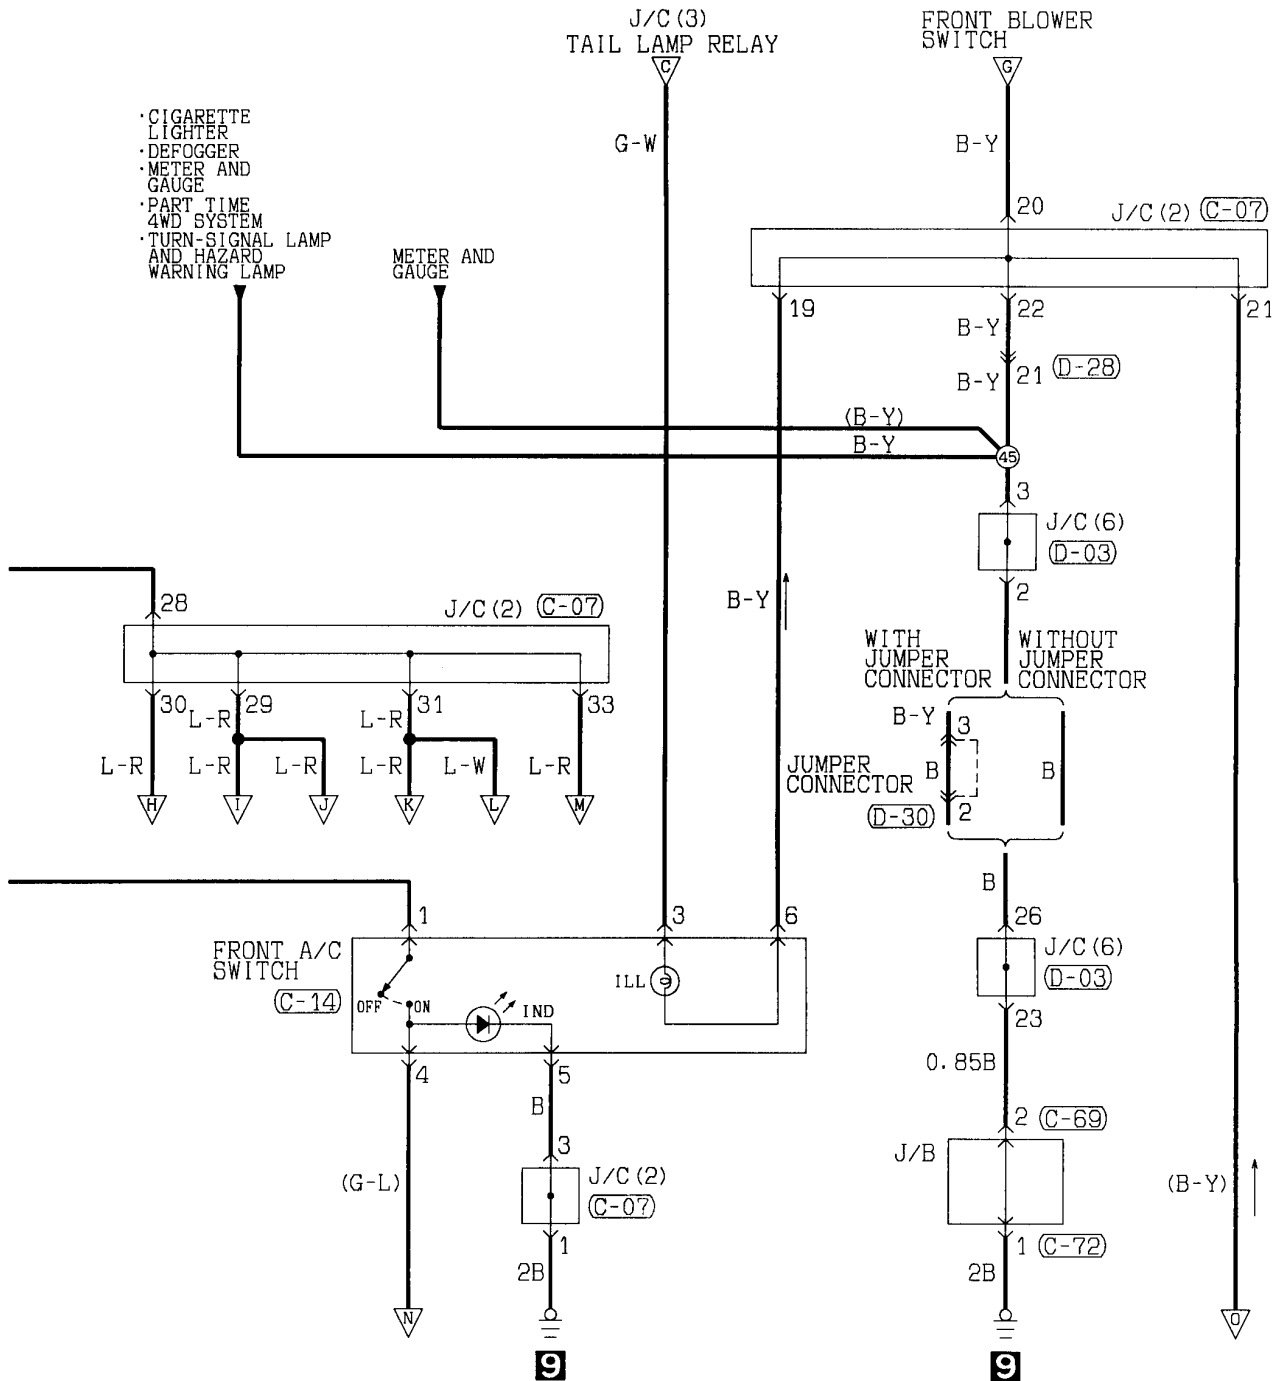 J/C(3)
TAIL LAMP RELAY
C
FRONT BLOWER
SWITCH
G
·CIGARETTE
LIGHTER
·DEFOGGER
·METER AND
GAUGE
·PART TIME
4WD SYSTEM
·TURN-SIGNAL LAMP
AND HAZARD
WARNING LAMP
METER AND
GAUGE
G-W
B-Y
20
J/C(2) C-07
19
22
21
B-Y
B-Y
21
D-28
(B-Y)
B-Y
45
3
J/C(6)
D-03
2
B-Y
28
J/C(2) C-07
30
29
31
33
L-R
L-R
L-R
L-R
L-R
L-R
L-W
L-R
H
I
J
K
L
M
WITH
JUMPER
CONNECTOR
WITHOUT
JUMPER
CONNECTOR
B-Y
3
JUMPER
CONNECTOR
B
B
D-30
2
B
26
J/C(6)
D-03
23
0.85B
2 C-69
J/B
1 C-72
2B
9
1
3
6
FRONT A/C
SWITCH
C-14
OFF
ON
IND
ILL
4
5
B
3
J/C(2)
C-07
1
2B
9
(G-L)
N
(B-Y)
O